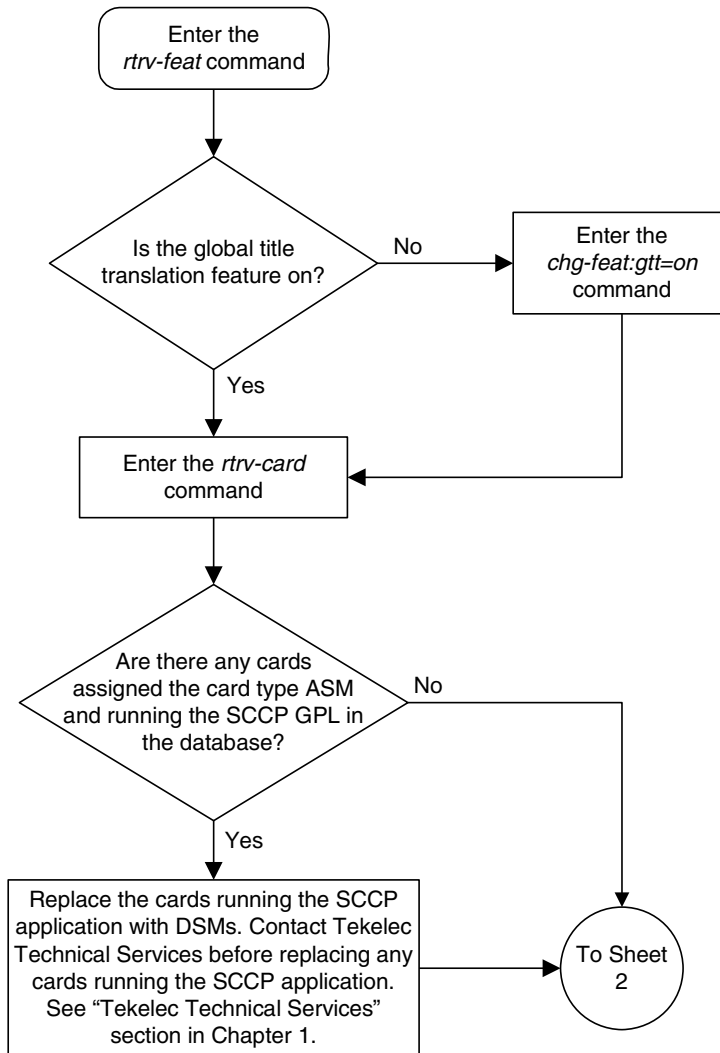 Enter the
rtrv-feat command
Is the global title
translation feature on?
No
Enter the
chg-feat:gtt=on
command
Yes
Enter the rtrv-card
command
Are there any cards
assigned the card type ASM
and running the SCCP GPL in
the database?
No
Yes
Replace the cards running the SCCP
application with DSMs. Contact Tekelec
Technical Services before replacing any
cards running the SCCP application.
See “Tekelec Technical Services”
section in Chapter 1.
To Sheet
2